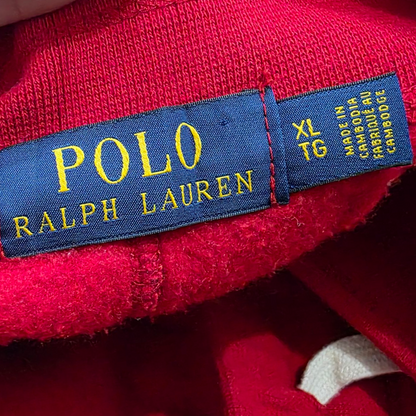 POLO
RALPH LAUREN
XL
TG
MADE IN
CAMBODIA
FABRIQUÉ AU
CAMBODGE